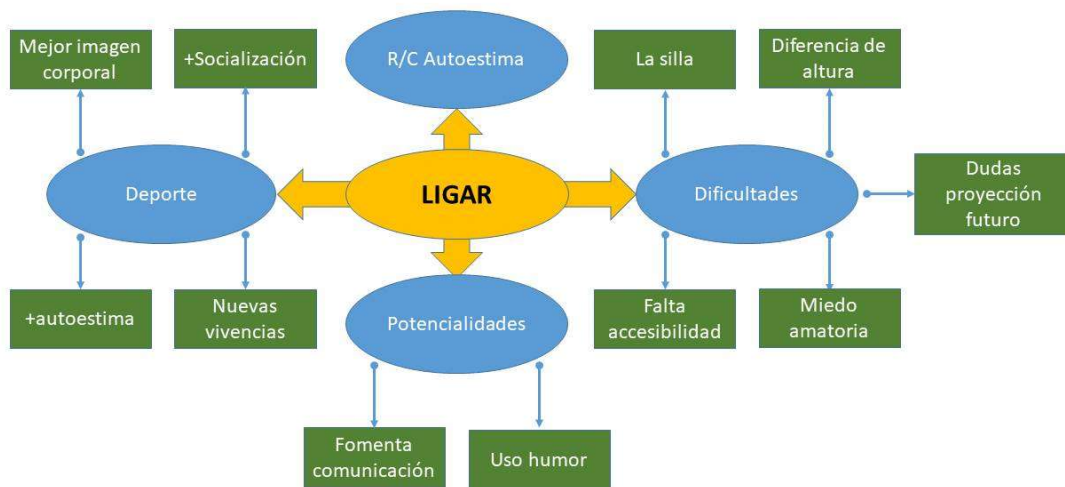 Mejor imagen
corporal
+Socialización
R/C Autoestima
La silla
Diferencia de
altura
Deporte
LIGAR
Dificultades
Dudas
proyección
futuro
+autoestima
Nuevas
vivencias
Potencialidades
Falta
accesibilidad
Miedo
amatoria
Fomenta
comunicación
Uso humor